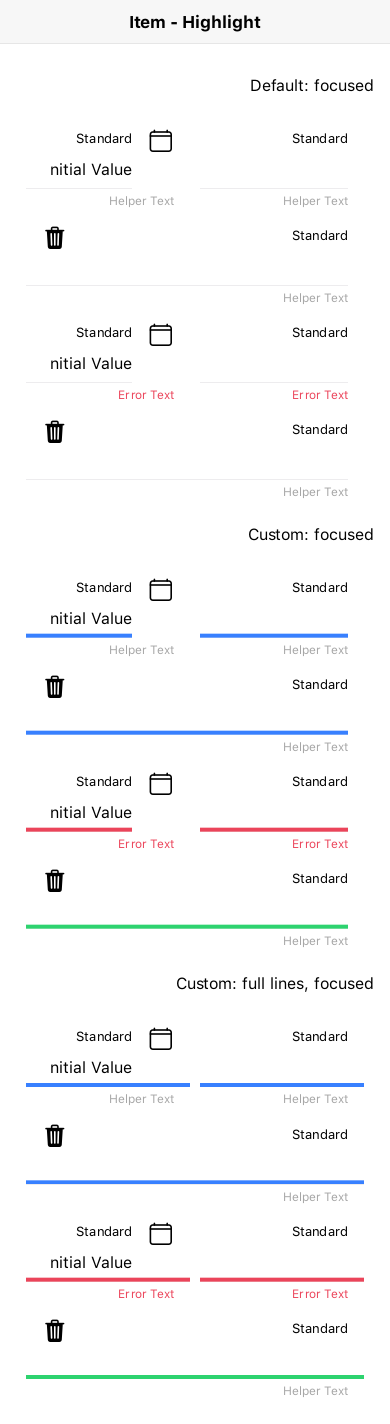 Item - Highlight
Default: focused
Standard Standard
nitial Value
Helper Text Helper Text
Standard
Helper Text
Standard Standard
nitial Value
Error Text Error Text
Standard
Helper Text
Custom: focused
Standard Standard
nitial Value
Helper Text Helper Text
Standard
Helper Text
Standard Standard
nitial Value
Error Text Error Text
Standard
Helper Text
Custom: full lines, focused
Standard Standard
nitial Value
Helper Text Helper Text
Standard
Helper Text
Standard Standard
nitial Value
Error Text Error Text
Standard
Helper Text